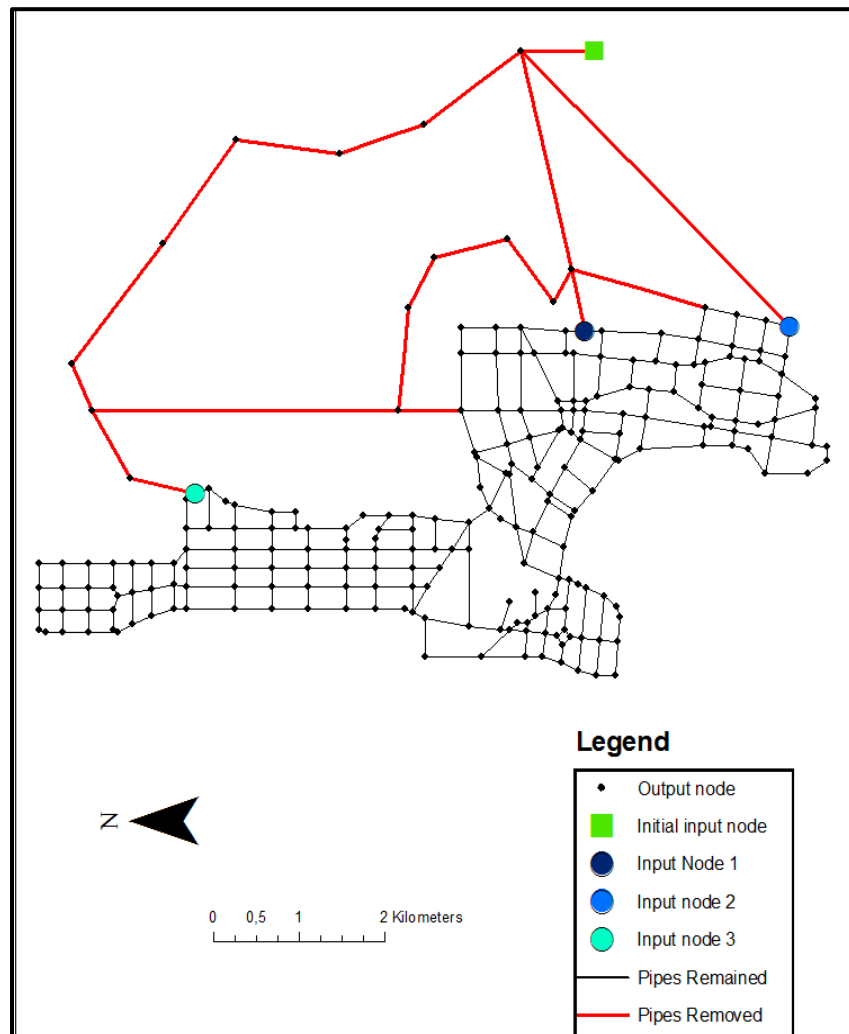 Legend
Output node
Initial input node
Input Node 1
Input node 2
Input node 3
Pipes Remained
Pipes Removed
N
0 0,5 1 2 Kilometers